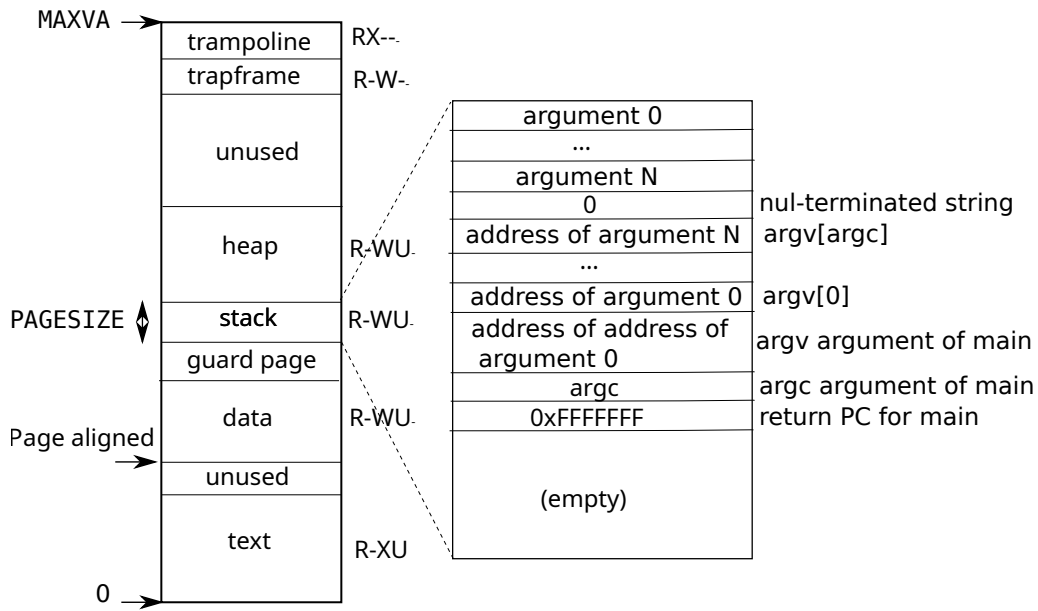 MAXVA
trampoline
RX--
trapframe
R-W--
unused
heap
R-WU-
PAGESIZE
stack
R-WU-
guard page
data
R-WU-
Page aligned
unused
text
R-XU
0
argument 0
...
argument N
0
nul-terminated string
address of argument N
argv[argc]
...
address of argument 0
argv[0]
address of address of
argument 0
argv argument of main
argc
argc argument of main
0xFFFFFFF
return PC for main
(empty)